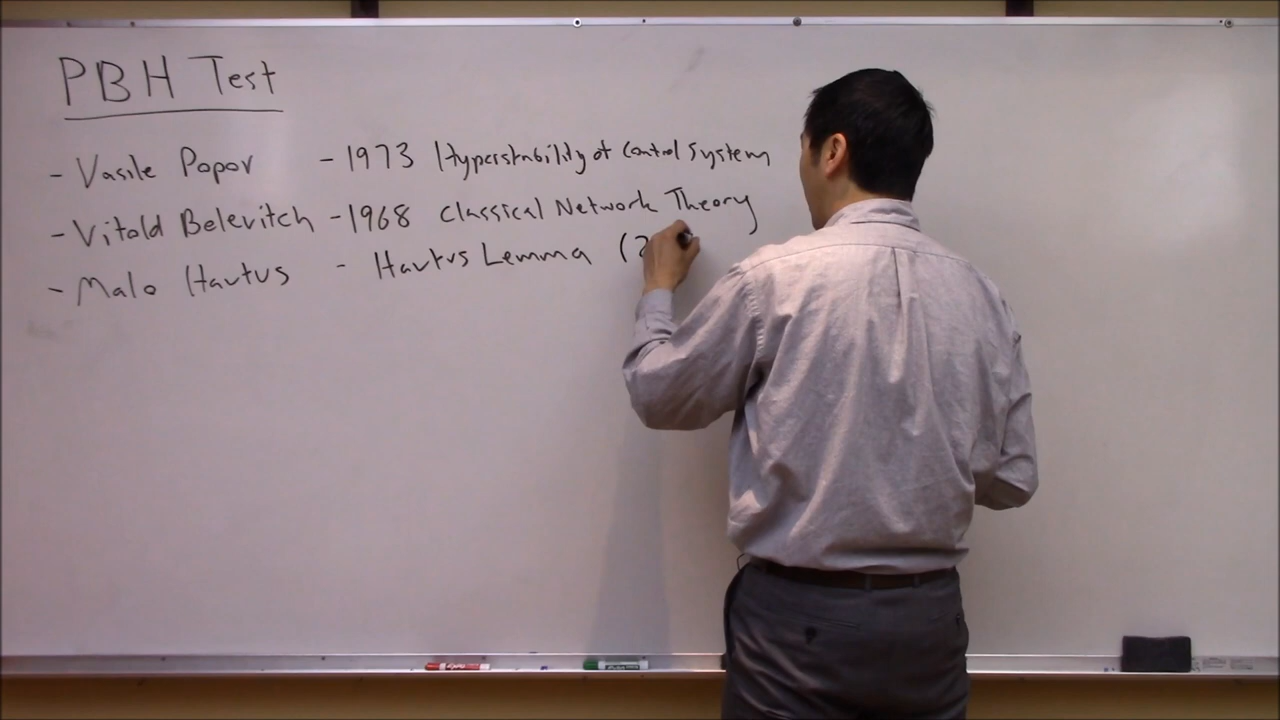 PBH Test
- Vasile Popov - 1973 Hyperstability of Control System
- Vitold Belevitch - 1968 Classical Network Theory
- Malo Hautus - Hautus Lemma (2